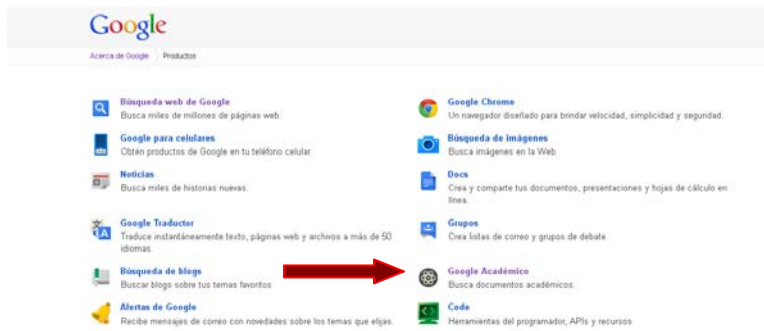 Google
Acerca de Google Productos
Búsqueda web de Google
Busca miles de millones de páginas web.
Google para celulares
Obtén productos de Google en tu teléfono celular
Noticias
Busca miles de historias nuevas.
Google Traductor
Traduce instantáneamente texto, páginas web y archivos a más de 50
idiomas
Búsqueda de blogs
Buscar blogs sobre tus temas favoritos
Alertas de Google
Recibe mensajes de correo con novedades sobre los temas que elijas.
Google Chrome
Un navegador diseñado para brindar velocidad, simplicidad y seguridad.
Búsqueda de imágenes
Busca imágenes en la Web.
Docs
Crea y comparte tus documentos, presentaciones y hojas de cálculo en
línea.
Grupos
Crea listas de correo y grupos de debate
Google Académico
Busca documentos académicos.
Code
Herramientas del programador, APIs y recursos